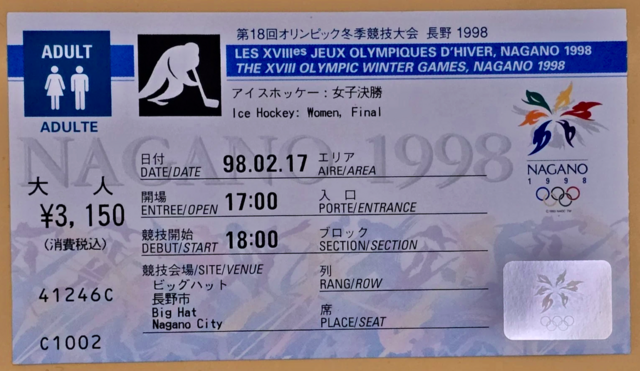 第18回オリンピック冬季競技大会 長野 1998
LES XVIIIes JEUX OLYMPIQUES D'HIVER, NAGANO 1998
THE XVIII OLYMPIC WINTER GAMES, NAGANO 1998
ADULT
ADULTE
アイスホッケー：女子決勝
Ice Hockey: Women, Final
NAGANO 1998
NAGANO
1998
大人
¥3,150
(消費税込)
41246C
C1002
日付
DATE/DATE 98.02.17
エリア
AIRE/AREA
開場
ENTREE/OPEN 17:00
入口
PORTE/ENTRANCE
競技開始
DEBUT/START 18:00
ブロック
SECTION/SECTION
競技会場/SITE/VENUE
ビッグハット
長野市
Big Hat
Nagano City
列
RANG/ROW
席
PLACE/SEAT